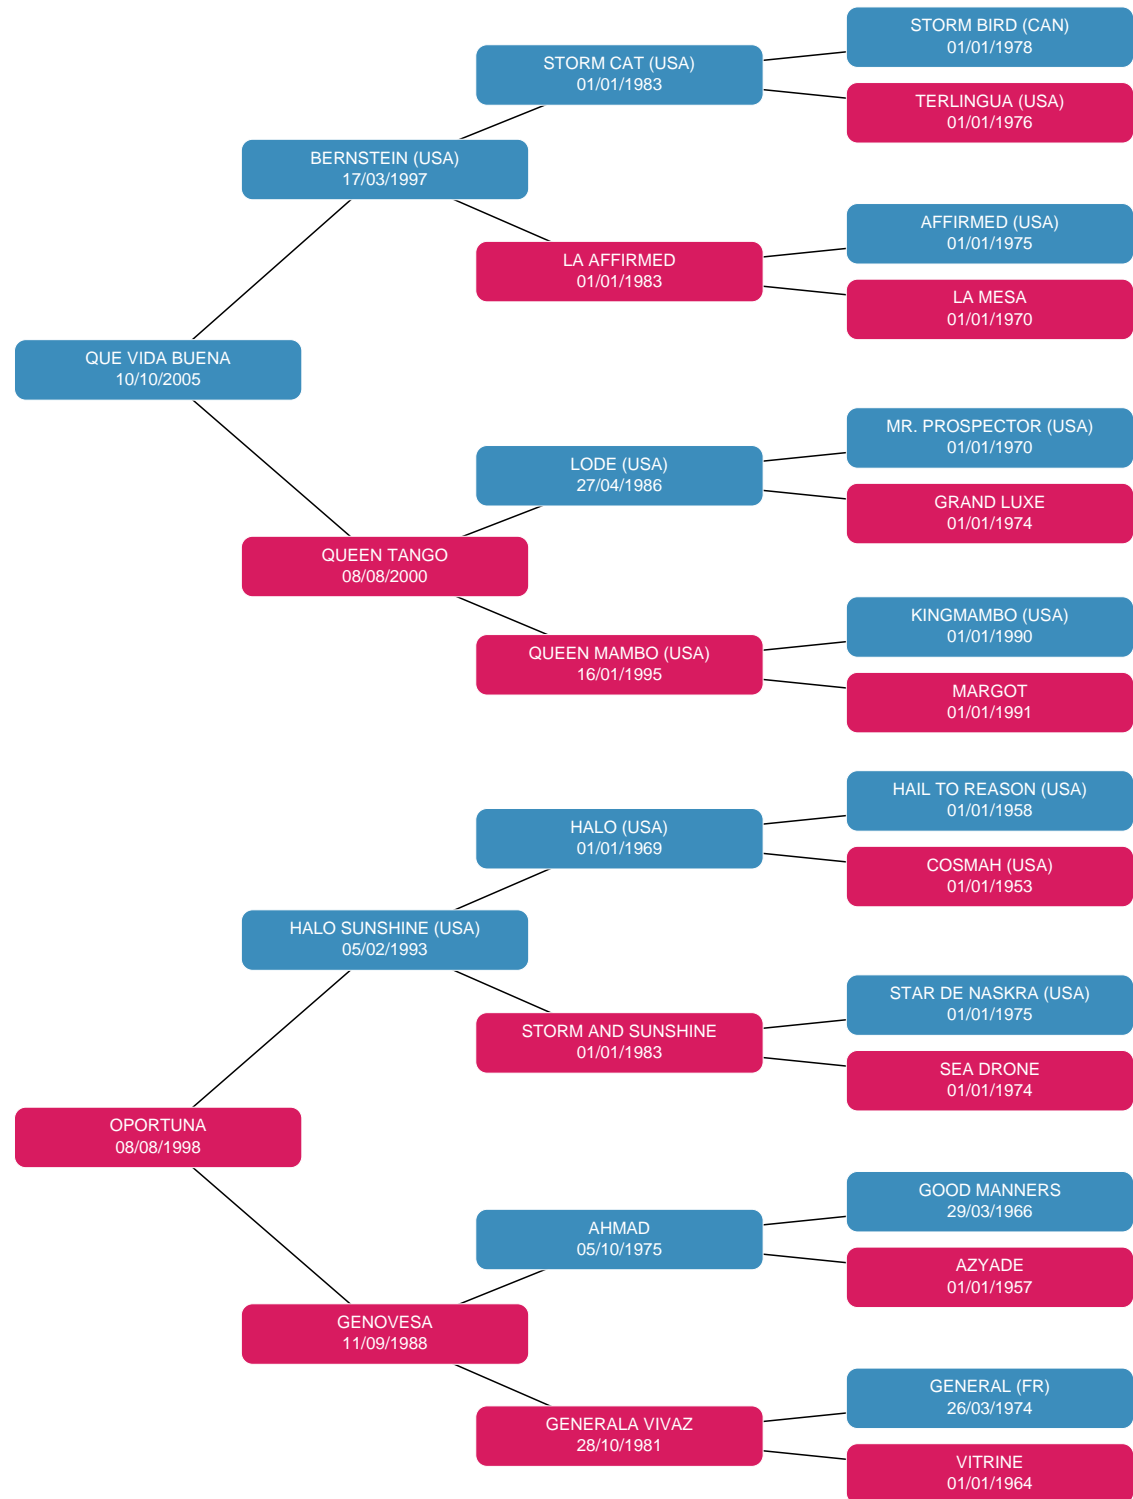 STORM BIRD (CAN)
01/01/1978
STORM CAT (USA)
01/01/1983
TERLINGUA (USA)
01/01/1976
BERNSTEIN (USA)
17/03/1997
AFFIRMED (USA)
01/01/1975
LA AFFIRMED
01/01/1983
LA MESA
01/01/1970
QUE VIDA BUENA
10/10/2005
MR. PROSPECTOR (USA)
01/01/1970
LODE (USA)
27/04/1986
GRAND LUXE
01/01/1974
QUEEN TANGO
08/08/2000
KINGMAMBO (USA)
01/01/1990
QUEEN MAMBO (USA)
16/01/1995
MARGOT
01/01/1991
HAIL TO REASON (USA)
01/01/1958
HALO (USA)
01/01/1969
COSMAH (USA)
01/01/1953
HALO SUNSHINE (USA)
05/02/1993
STAR DE NASKRA (USA)
01/01/1975
STORM AND SUNSHINE
01/01/1983
SEA DRONE
01/01/1974
OPORTUNA
08/08/1998
GOOD MANNERS
29/03/1966
AHMAD
05/10/1975
AZYADE
01/01/1957
GENOVESA
11/09/1988
GENERAL (FR)
26/03/1974
GENERALA VIVAZ
28/10/1981
VITRINE
01/01/1964